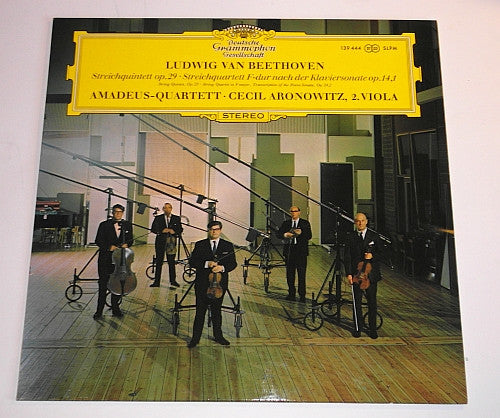 Deutsche
Grammophon
Gesellschaft
139 444 SLPM
LUDWIG VAN BEETHOVEN
Streichquintett op.29 · Streichquartett F-dur nach der Klaviersonate op.14,1
AMADEUS-QUARTETT · CECIL ARONOWITZ, 2. VIOLA
STEREO